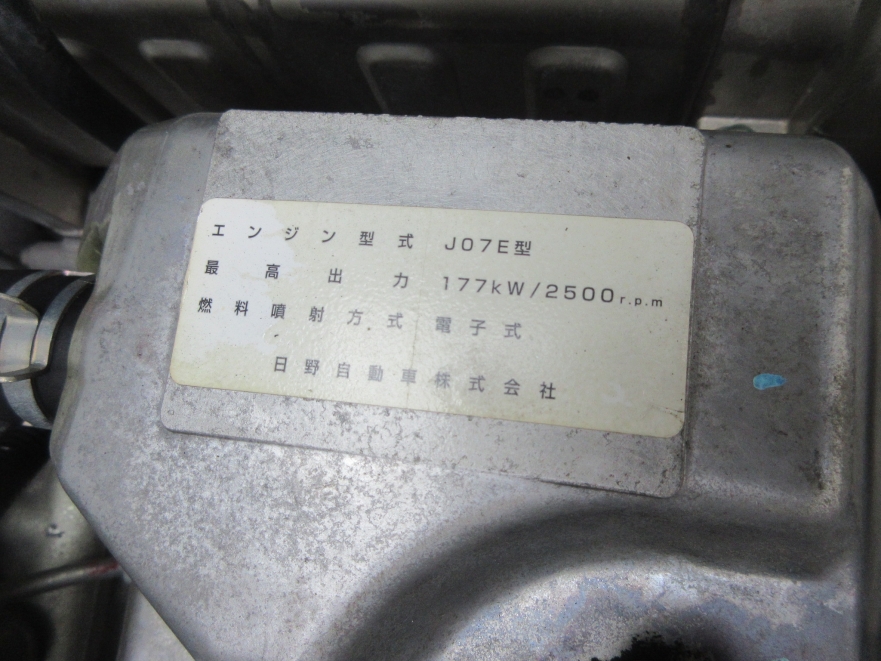 エンジン型式 J07E型
最高出力 177kW/2500r.p.m
燃料噴射方式 電子式
日野自動車株式会社